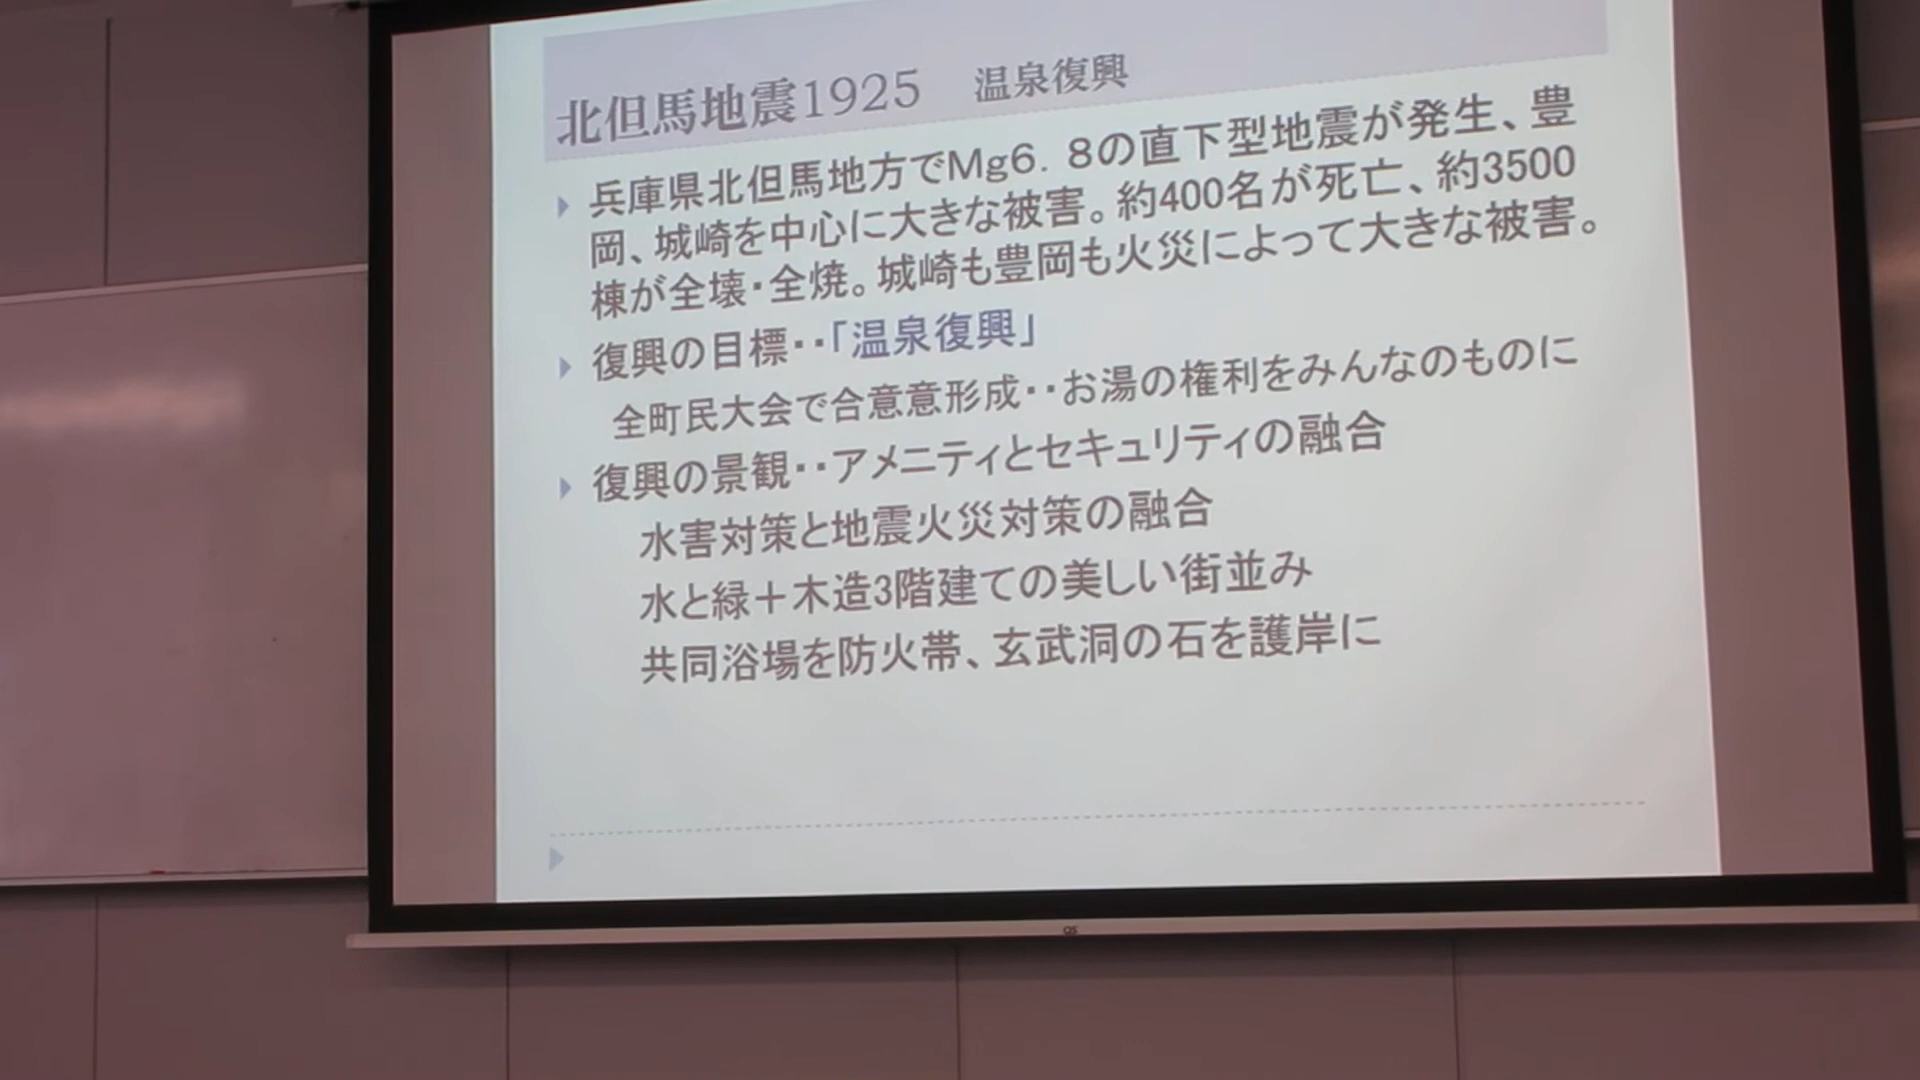 北但馬地震1925 温泉復興
兵庫県北但馬地方でMg6．8の直下型地震が発生、豊
岡、城崎を中心に大きな被害。約400名が死亡、約3500
棟が全壊・全焼。城崎も豊岡も火災によって大きな被害。
復興の目標・・「温泉復興」
全町民大会で合意意形成・・お湯の権利をみんなのものに
復興の景観・・アメニティとセキュリティの融合
水害対策と地震火災対策の融合
水と緑＋木造3階建ての美しい街並み
共同浴場を防火帯、玄武洞の石を護岸に